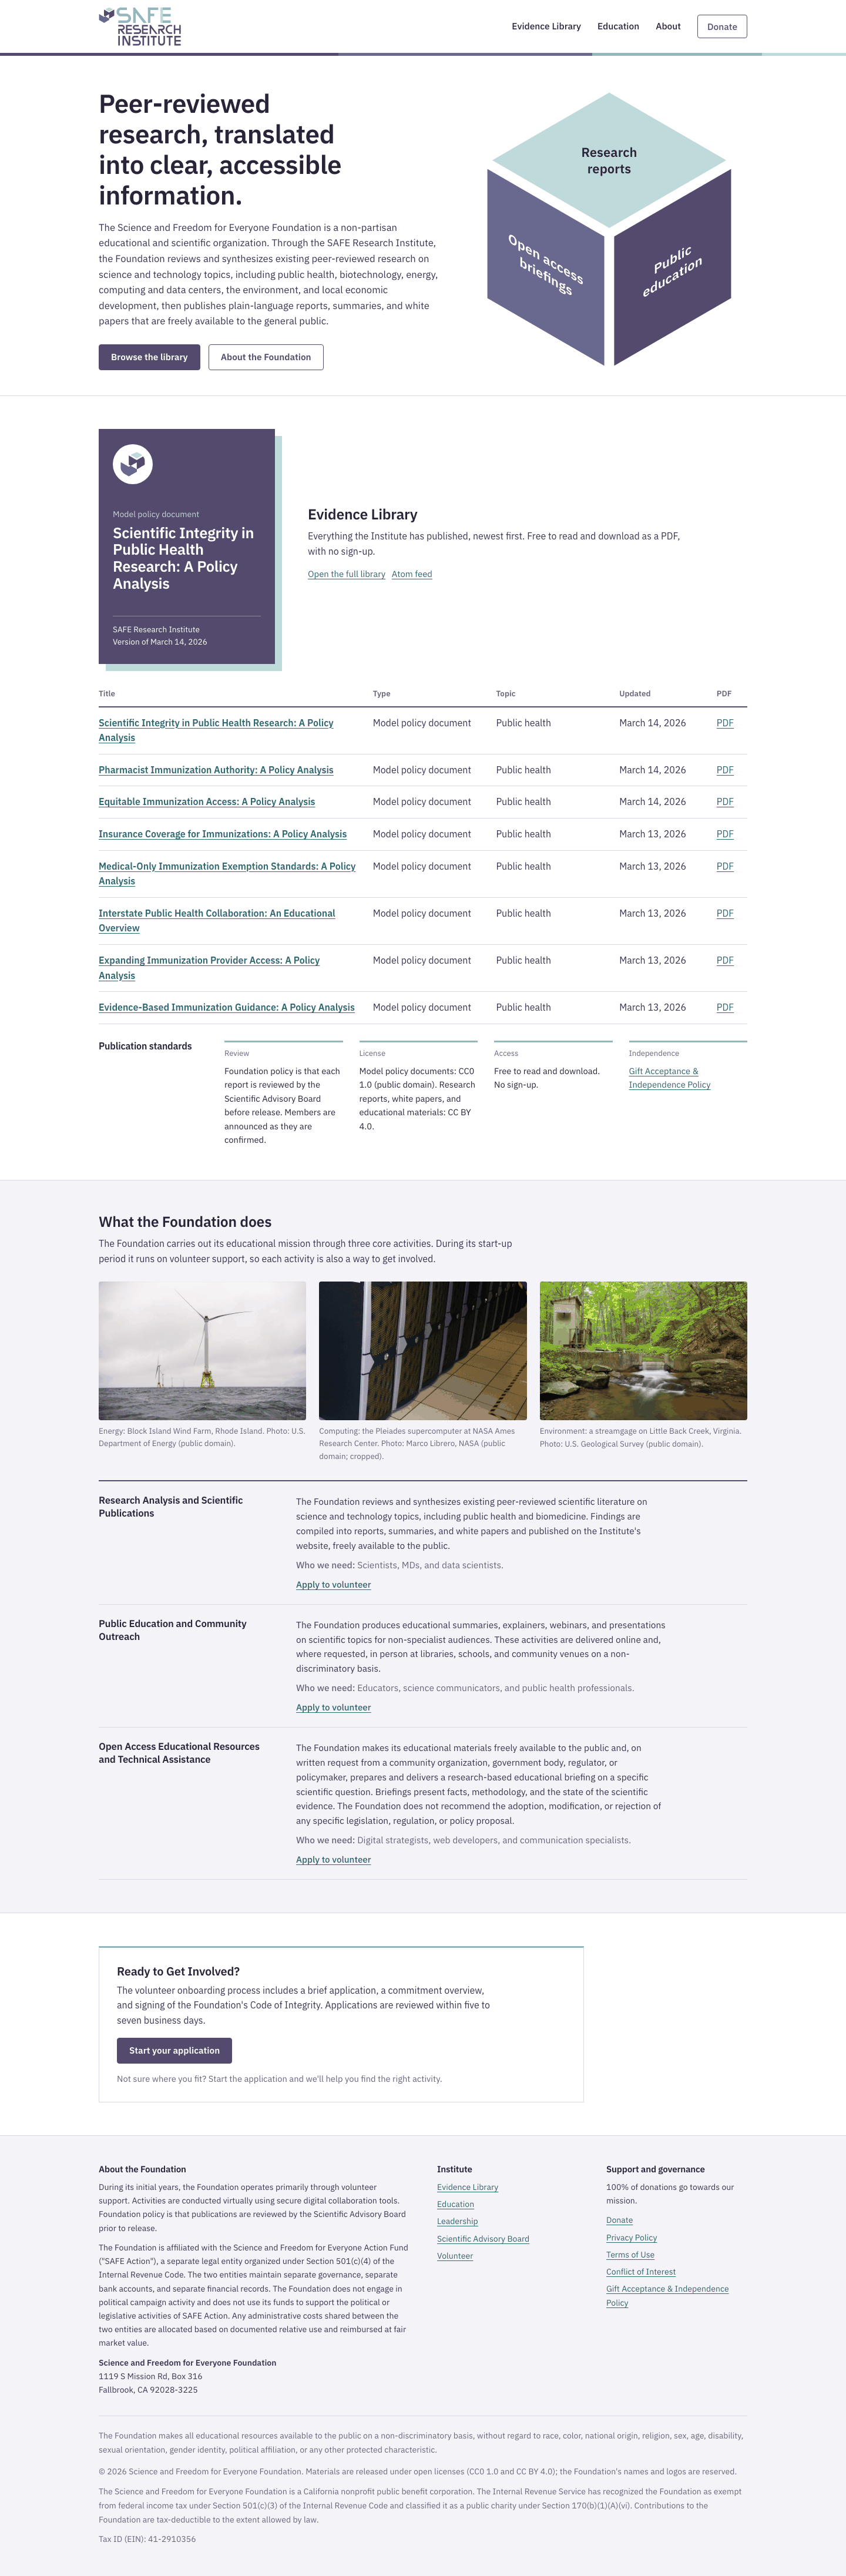 SAFE
RESEARCH
INSTITUTE
Evidence Library
Education
About
Donate
Peer-reviewed
research, translated
into clear, accessible
information.
The Science and Freedom for Everyone Foundation is a non-partisan
educational and scientific organization. Through the SAFE Research Institute,
the Foundation reviews and synthesizes existing peer-reviewed research on
science and technology topics, including public health, biotechnology, energy,
computing and data centers, the environment, and local economic
development, then publishes plain-language reports, summaries, and white
papers that are freely available to the general public.
Browse the library
About the Foundation
Research
reports
Open access
briefings
Public
education
Model policy document
Scientific Integrity in
Public Health
Research: A Policy
Analysis
SAFE Research Institute
Version of March 14, 2026
Evidence Library
Everything the Institute has published, newest first. Free to read and download as a PDF,
with no sign-up.
Open the full library Atom feed
Title Type Topic Updated PDF
Scientific Integrity in Public Health Research: A Policy
Analysis
Model policy document Public health March 14, 2026 PDF
Pharmacist Immunization Authority: A Policy Analysis Model policy document Public health March 14, 2026 PDF
Equitable Immunization Access: A Policy Analysis Model policy document Public health March 14, 2026 PDF
Insurance Coverage for Immunizations: A Policy Analysis Model policy document Public health March 13, 2026 PDF
Medical-Only Immunization Exemption Standards: A Policy
Analysis
Model policy document Public health March 13, 2026 PDF
Interstate Public Health Collaboration: An Educational
Overview
Model policy document Public health March 13, 2026 PDF
Expanding Immunization Provider Access: A Policy
Analysis
Model policy document Public health March 13, 2026 PDF
Evidence-Based Immunization Guidance: A Policy Analysis Model policy document Public health March 13, 2026 PDF
Publication standards
Review
Foundation policy is that each
report is reviewed by the
Scientific Advisory Board
before release. Members are
announced as they are
confirmed.
License
Model policy documents: CC0
1.0 (public domain). Research
reports, white papers, and
educational materials: CC BY
4.0.
Access
Free to read and download.
No sign-up.
Independence
Gift Acceptance &
Independence Policy
What the Foundation does
The Foundation carries out its educational mission through three core activities. During its start-up
period it runs on volunteer support, so each activity is also a way to get involved.
Energy: Block Island Wind Farm, Rhode Island. Photo: U.S.
Department of Energy (public domain).
Computing: the Pleiades supercomputer at NASA Ames
Research Center. Photo: Marco Librero, NASA (public
domain; cropped).
Environment: a streamgage on Little Back Creek, Virginia.
Photo: U.S. Geological Survey (public domain).
Research Analysis and Scientific
Publications
The Foundation reviews and synthesizes existing peer-reviewed scientific literature on
science and technology topics, including public health and biomedicine. Findings are
compiled into reports, summaries, and white papers and published on the Institute's
website, freely available to the public.
Who we need: Scientists, MDs, and data scientists.
Apply to volunteer
Public Education and Community
Outreach
The Foundation produces educational summaries, explainers, webinars, and presentations
on scientific topics for non-specialist audiences. These activities are delivered online and,
where requested, in person at libraries, schools, and community venues on a non-
discriminatory basis.
Who we need: Educators, science communicators, and public health professionals.
Apply to volunteer
Open Access Educational Resources
and Technical Assistance
The Foundation makes its educational materials freely available to the public and, on
written request from a community organization, government body, regulator, or
policymaker, prepares and delivers a research-based educational briefing on a specific
scientific question. Briefings present facts, methodology, and the state of the scientific
evidence. The Foundation does not recommend the adoption, modification, or rejection of
any specific legislation, regulation, or policy proposal.
Who we need: Digital strategists, web developers, and communication specialists.
Apply to volunteer
Ready to Get Involved?
The volunteer onboarding process includes a brief application, a commitment overview,
and signing of the Foundation's Code of Integrity. Applications are reviewed within five to
seven business days.
Start your application
Not sure where you fit? Start the application and we'll help you find the right activity.
About the Foundation
During its initial years, the Foundation operates primarily through volunteer
support. Activities are conducted virtually using secure digital collaboration tools.
Foundation policy is that publications are reviewed by the Scientific Advisory Board
prior to release.
The Foundation is affiliated with the Science and Freedom for Everyone Action Fund
("SAFE Action"), a separate legal entity organized under Section 501(c)(4) of the
Internal Revenue Code. The two entities maintain separate governance, separate
bank accounts, and separate financial records. The Foundation does not engage in
political campaign activity and does not use its funds to support the political or
legislative activities of SAFE Action. Any administrative costs shared between the
two entities are allocated based on documented relative use and reimbursed at fair
market value.
Science and Freedom for Everyone Foundation
1119 S Mission Rd, Box 316
Fallbrook, CA 92028-3225
Institute
Evidence Library
Education
Leadership
Scientific Advisory Board
Volunteer
Support and governance
100% of donations go towards our
mission.
Donate
Privacy Policy
Terms of Use
Conflict of Interest
Gift Acceptance & Independence
Policy
The Foundation makes all educational resources available to the public on a non-discriminatory basis, without regard to race, color, national origin, religion, sex, age, disability,
sexual orientation, gender identity, political affiliation, or any other protected characteristic.
© 2026 Science and Freedom for Everyone Foundation. Materials are released under open licenses (CC0 1.0 and CC BY 4.0); the Foundation's names and logos are reserved.
The Science and Freedom for Everyone Foundation is a California nonprofit public benefit corporation. The Internal Revenue Service has recognized the Foundation as exempt
from federal income tax under Section 501(c)(3) of the Internal Revenue Code and classified it as a public charity under Section 170(b)(1)(A)(vi). Contributions to the
Foundation are tax-deductible to the extent allowed by law.
Tax ID (EIN): 41-2910356